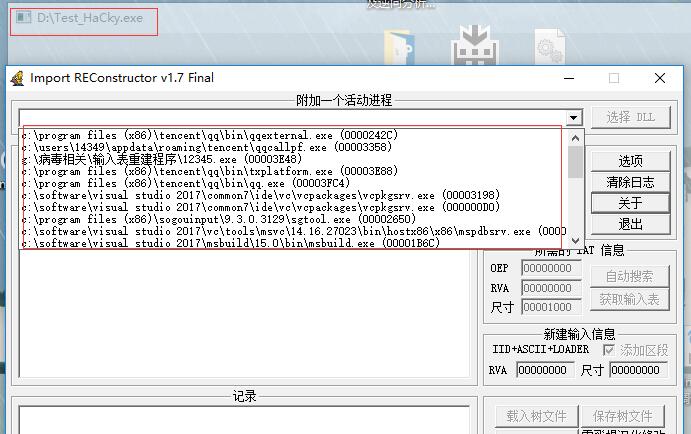 及逆向分析...
D:\Test_HaCky.exe
Import REConstructor v1.7 Final
附加一个活动进程
选择 DLL
c:\program files (x86)\tencent\qq\bin\qqexternal.exe (0000242C)
c:\users\14349\appdata\roaming\tencent\qqcallpf.exe (00003358)
g:\病毒相关\输入表重建程序\12345.exe (00003E48)
c:\program files (x86)\tencent\qq\bin\txplatform.exe (00003E88)
c:\program files (x86)\tencent\qq\bin\qq.exe (00003FC4)
c:\software\visual studio 2017\common7\ide\vc\vcpackages\vcpkgsrv.exe (00003198)
c:\software\visual studio 2017\common7\ide\vc\vcpackages\vcpkgsrv.exe (000000D0)
c:\program files (x86)\sogouinput\9.3.0.3129\sgtool.exe (00002650)
c:\software\visual studio 2017\vc\tools\msvc\14.16.27023\bin\hostx86\x86\mspdbsrv.exe (0000
c:\software\visual studio 2017\msbuild\15.0\bin\msbuild.exe (00001B6C)
选项
清除日志
关于
退出
所需的 IAT 信息
OEP 00000000
自动搜索
RVA 00000000
获取输入表
尺寸 00001000
新建输入信息
IID+ASCII+LOADER 添加区段
RVA 00000000 尺寸 00000000
记录
载入树文件 保存树文件